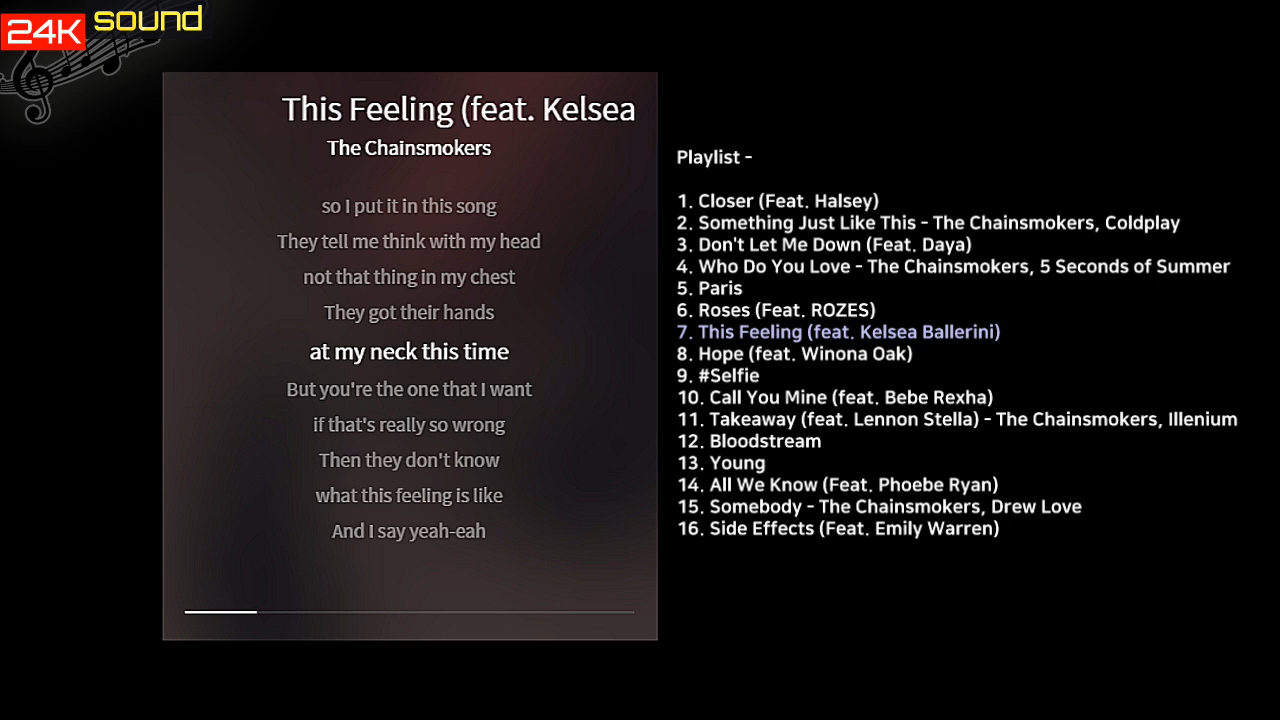 24K sound
This Feeling (feat. Kelsea
The Chainsmokers
so I put it in this song
They tell me think with my head
not that thing in my chest
They got their hands
at my neck this time
But you're the one that I want
if that's really so wrong
Then they don't know
what this feeling is like
And I say yeah-eah
Playlist -
1. Closer (Feat. Halsey)
2. Something Just Like This - The Chainsmokers, Coldplay
3. Don't Let Me Down (Feat. Daya)
4. Who Do You Love - The Chainsmokers, 5 Seconds of Summer
5. Paris
6. Roses (Feat. ROZES)
7. This Feeling (feat. Kelsea Ballerini)
8. Hope (feat. Winona Oak)
9. #Selfie
10. Call You Mine (feat. Bebe Rexha)
11. Takeaway (feat. Lennon Stella) - The Chainsmokers, Illenium
12. Bloodstream
13. Young
14. All We Know (Feat. Phoebe Ryan)
15. Somebody - The Chainsmokers, Drew Love
16. Side Effects (Feat. Emily Warren)